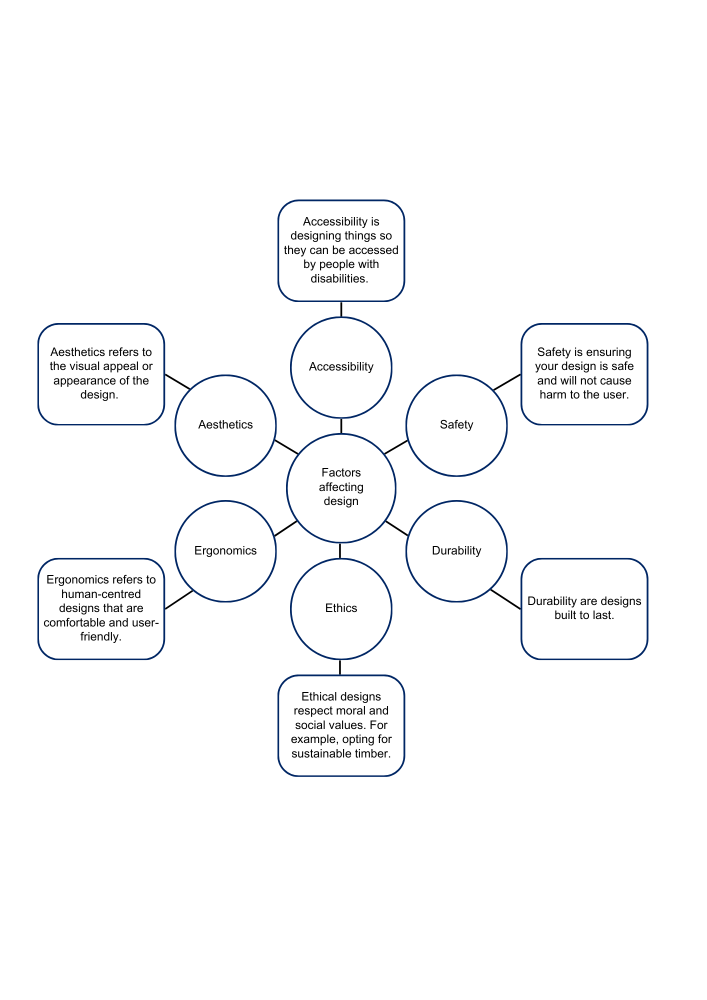 Accessibility is
designing things so
they can be accessed
by people with
disabilities.
Accessibility
Aesthetics refers to
the visual appeal or
appearance of the
design.
Aesthetics
Safety is ensuring
your design is safe
and will not cause
harm to the user.
Safety
Factors
affecting
design
Ergonomics
Ergonomics refers to
human-centred
designs that are
comfortable and user-
friendly.
Durability
Durability are designs
built to last.
Ethics
Ethical designs
respect moral and
social values. For
example, opting for
sustainable timber.